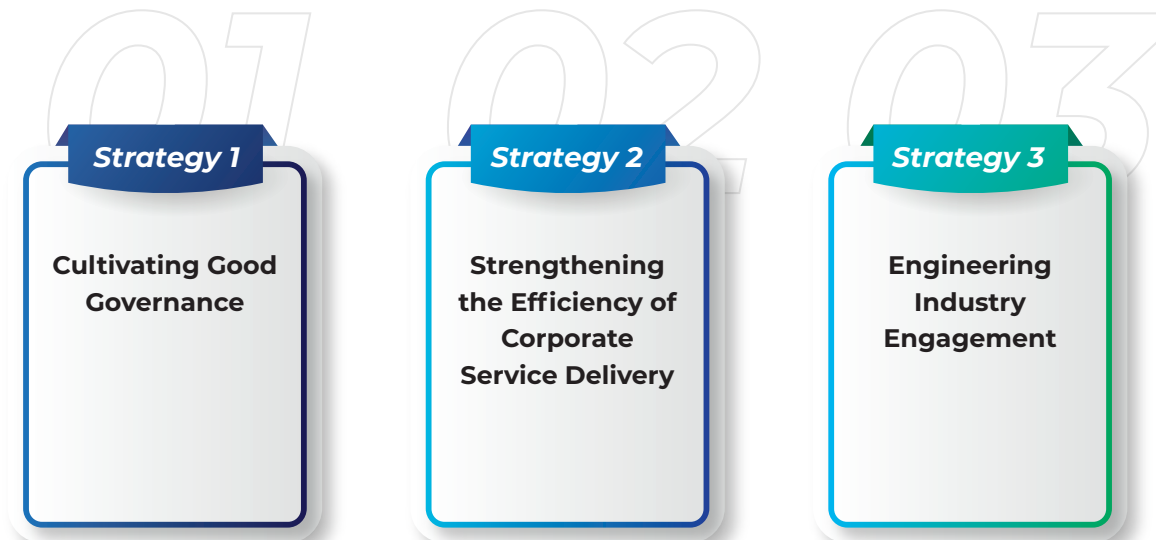 01
Strategy 1
Cultivating Good
Governance
02
Strategy 2
Strengthening
the Efficiency of
Corporate
Service Delivery
03
Strategy 3
Engineering
Industry
Engagement